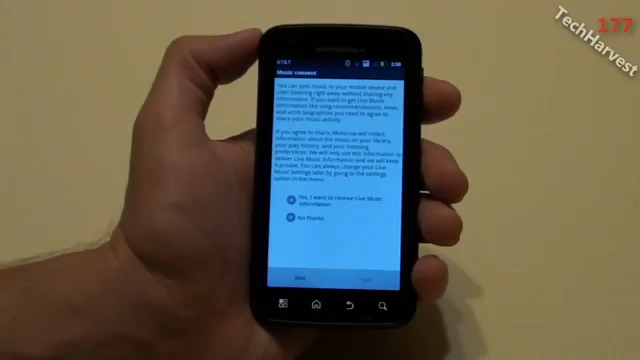 TechHarvest
177
MOTOROLA
AT&T 2:56
Music consent
You can sync music to your mobile device and
start listening right away without sharing any
information. If you want to get Live Music
information like song recommendations, news,
and artist biographies you need to agree to
share your music activity
If you agree to share, Motorola will collect
information about the music on your library,
your play history, and your listening
preferences. We will only use this information to
deliver Live Music Information and we will keep
it private. You can always change your Live
Music Settings later by going to the settings
option in the menu.
Yes, I want to receive Live Music
information
No thanks
Back